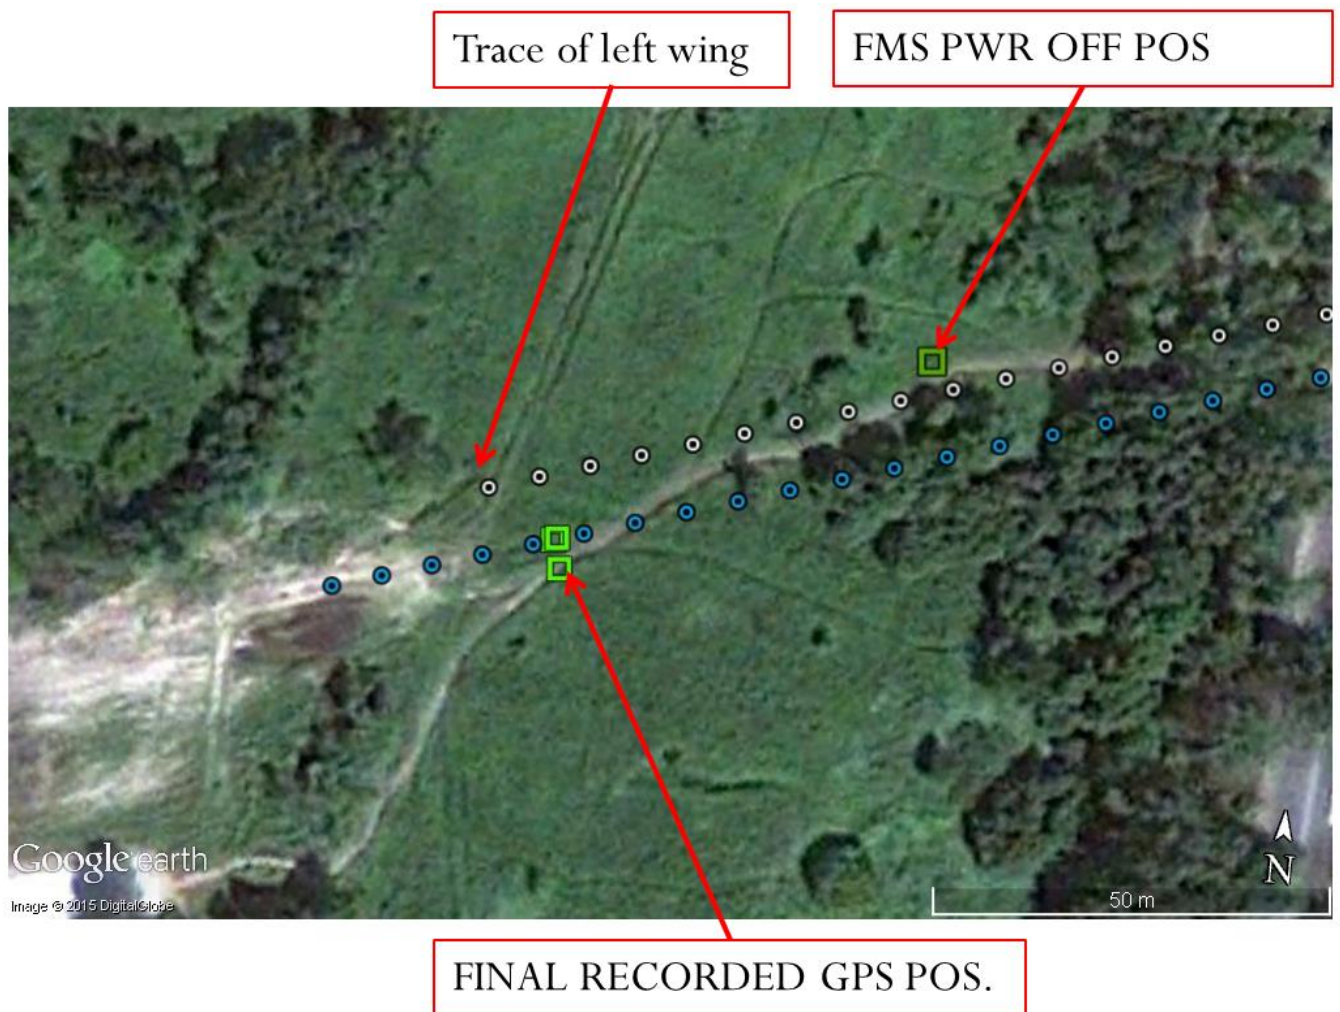 Trace of left wing
FMS PWR OFF POS
Google earth
Image © 2015 DigitalGlobe
N
50 m
FINAL RECORDED GPS POS.